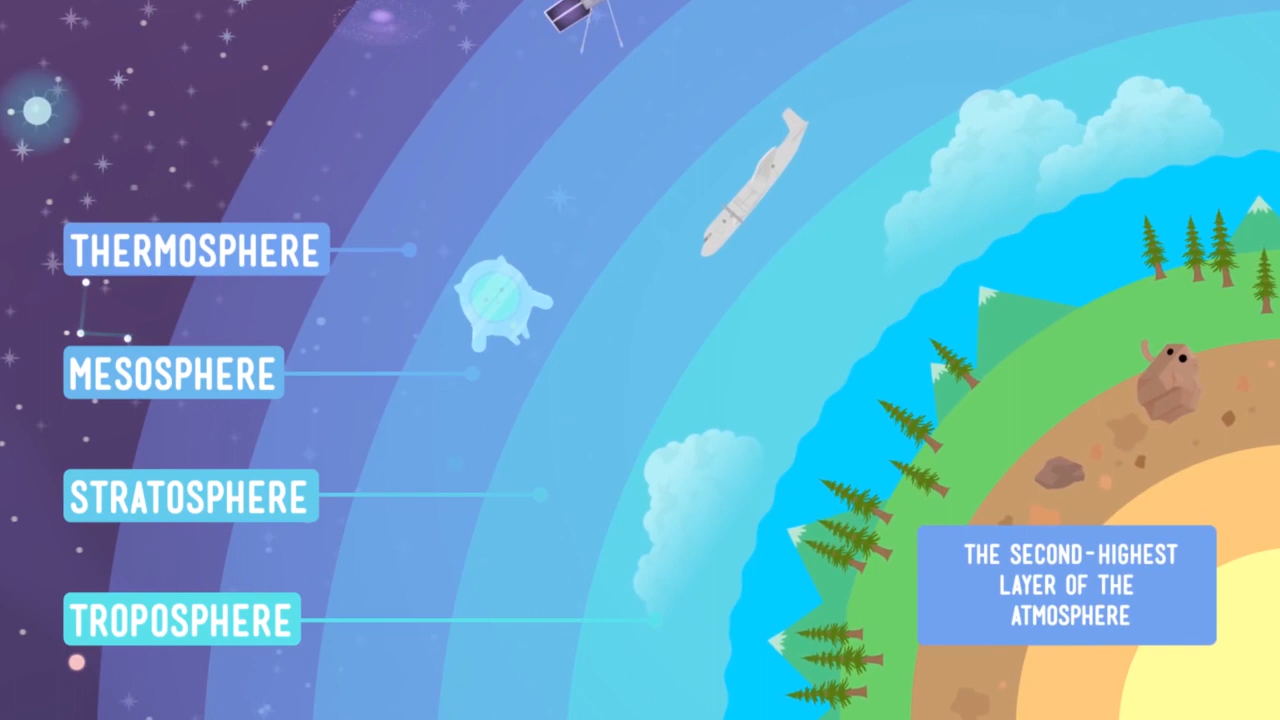 THERMOSPHERE
MESOSPHERE
STRATOSPHERE
TROPOSPHERE
THE SECOND-HIGHEST
LAYER OF THE
ATMOSPHERE